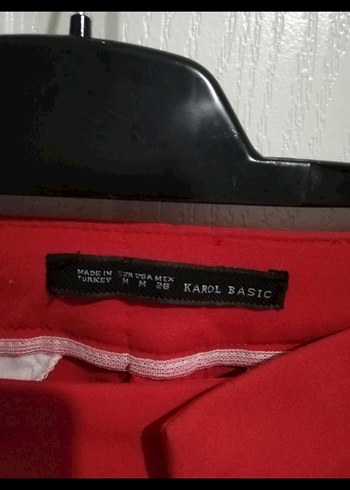 MADE IN EUR USA MEX
TURKEY M M 28 KAROL BASIC